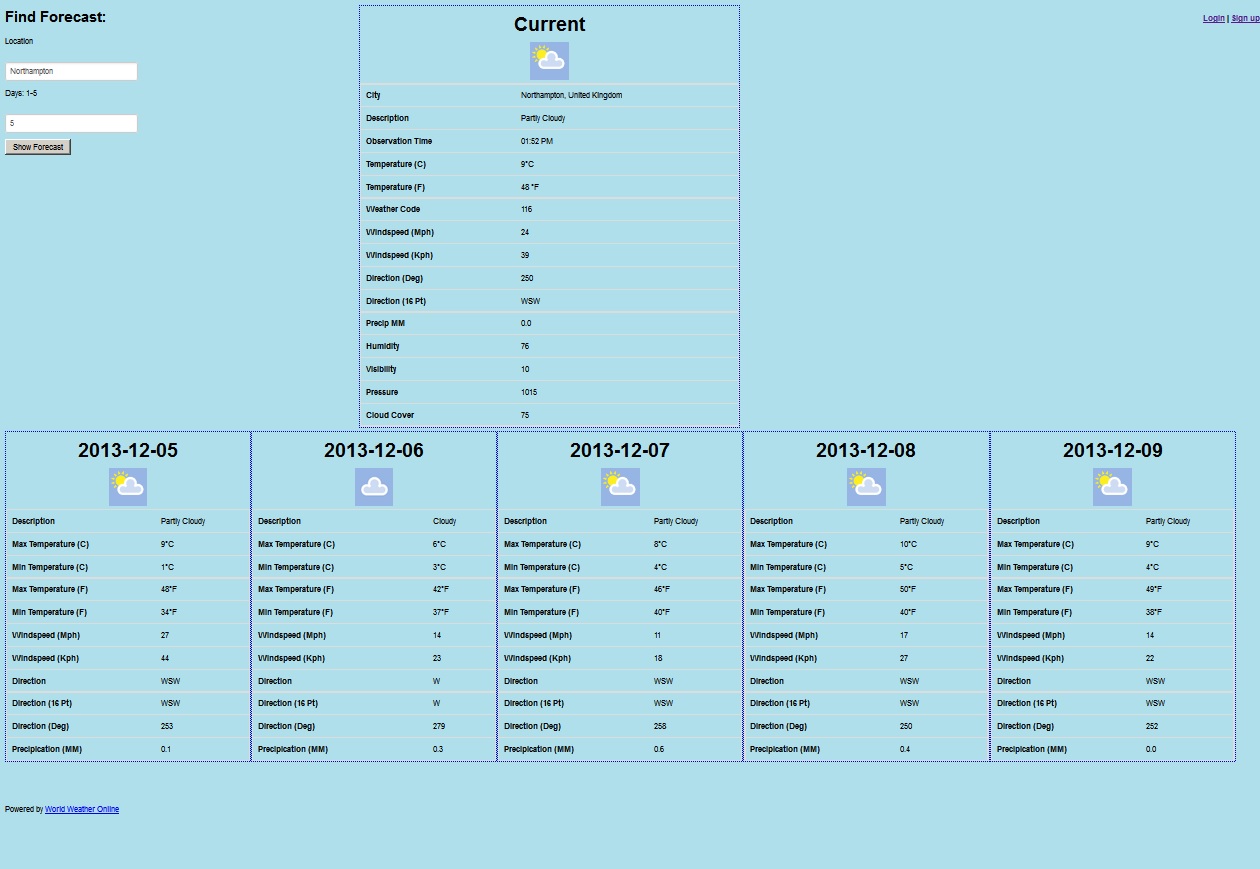 Find Forecast:
Location
Northampton
Days: 1-5
5
Show Forecast
Login | Sign up
Current
City Northampton, United Kingdom
Description Partly Cloudy
Observation Time 01:52 PM
Temperature (C) 9°C
Temperature (F) 48 °F
Weather Code 116
Windspeed (Mph) 24
Windspeed (Kph) 39
Direction (Deg) 250
Direction (16 Pt) WSW
Precip MM 0.0
Humidity 76
Visibility 10
Pressure 1015
Cloud Cover 75
2013-12-05
Description Partly Cloudy
Max Temperature (C) 9°C
Min Temperature (C) 1°C
Max Temperature (F) 48°F
Min Temperature (F) 34°F
Windspeed (Mph) 27
Windspeed (Kph) 44
Direction WSW
Direction (16 Pt) WSW
Direction (Deg) 253
Precipication (MM) 0.1
2013-12-06
Description Cloudy
Max Temperature (C) 6°C
Min Temperature (C) 3°C
Max Temperature (F) 42°F
Min Temperature (F) 37°F
Windspeed (Mph) 14
Windspeed (Kph) 23
Direction W
Direction (16 Pt) W
Direction (Deg) 279
Precipication (MM) 0.3
2013-12-07
Description Partly Cloudy
Max Temperature (C) 8°C
Min Temperature (C) 4°C
Max Temperature (F) 46°F
Min Temperature (F) 40°F
Windspeed (Mph) 11
Windspeed (Kph) 18
Direction WSW
Direction (16 Pt) WSW
Direction (Deg) 258
Precipication (MM) 0.6
2013-12-08
Description Partly Cloudy
Max Temperature (C) 10°C
Min Temperature (C) 5°C
Max Temperature (F) 50°F
Min Temperature (F) 40°F
Windspeed (Mph) 17
Windspeed (Kph) 27
Direction WSW
Direction (16 Pt) WSW
Direction (Deg) 250
Precipication (MM) 0.4
2013-12-09
Description Partly Cloudy
Max Temperature (C) 9°C
Min Temperature (C) 4°C
Max Temperature (F) 49°F
Min Temperature (F) 38°F
Windspeed (Mph) 14
Windspeed (Kph) 22
Direction WSW
Direction (16 Pt) WSW
Direction (Deg) 252
Precipication (MM) 0.0
Powered by World Weather Online